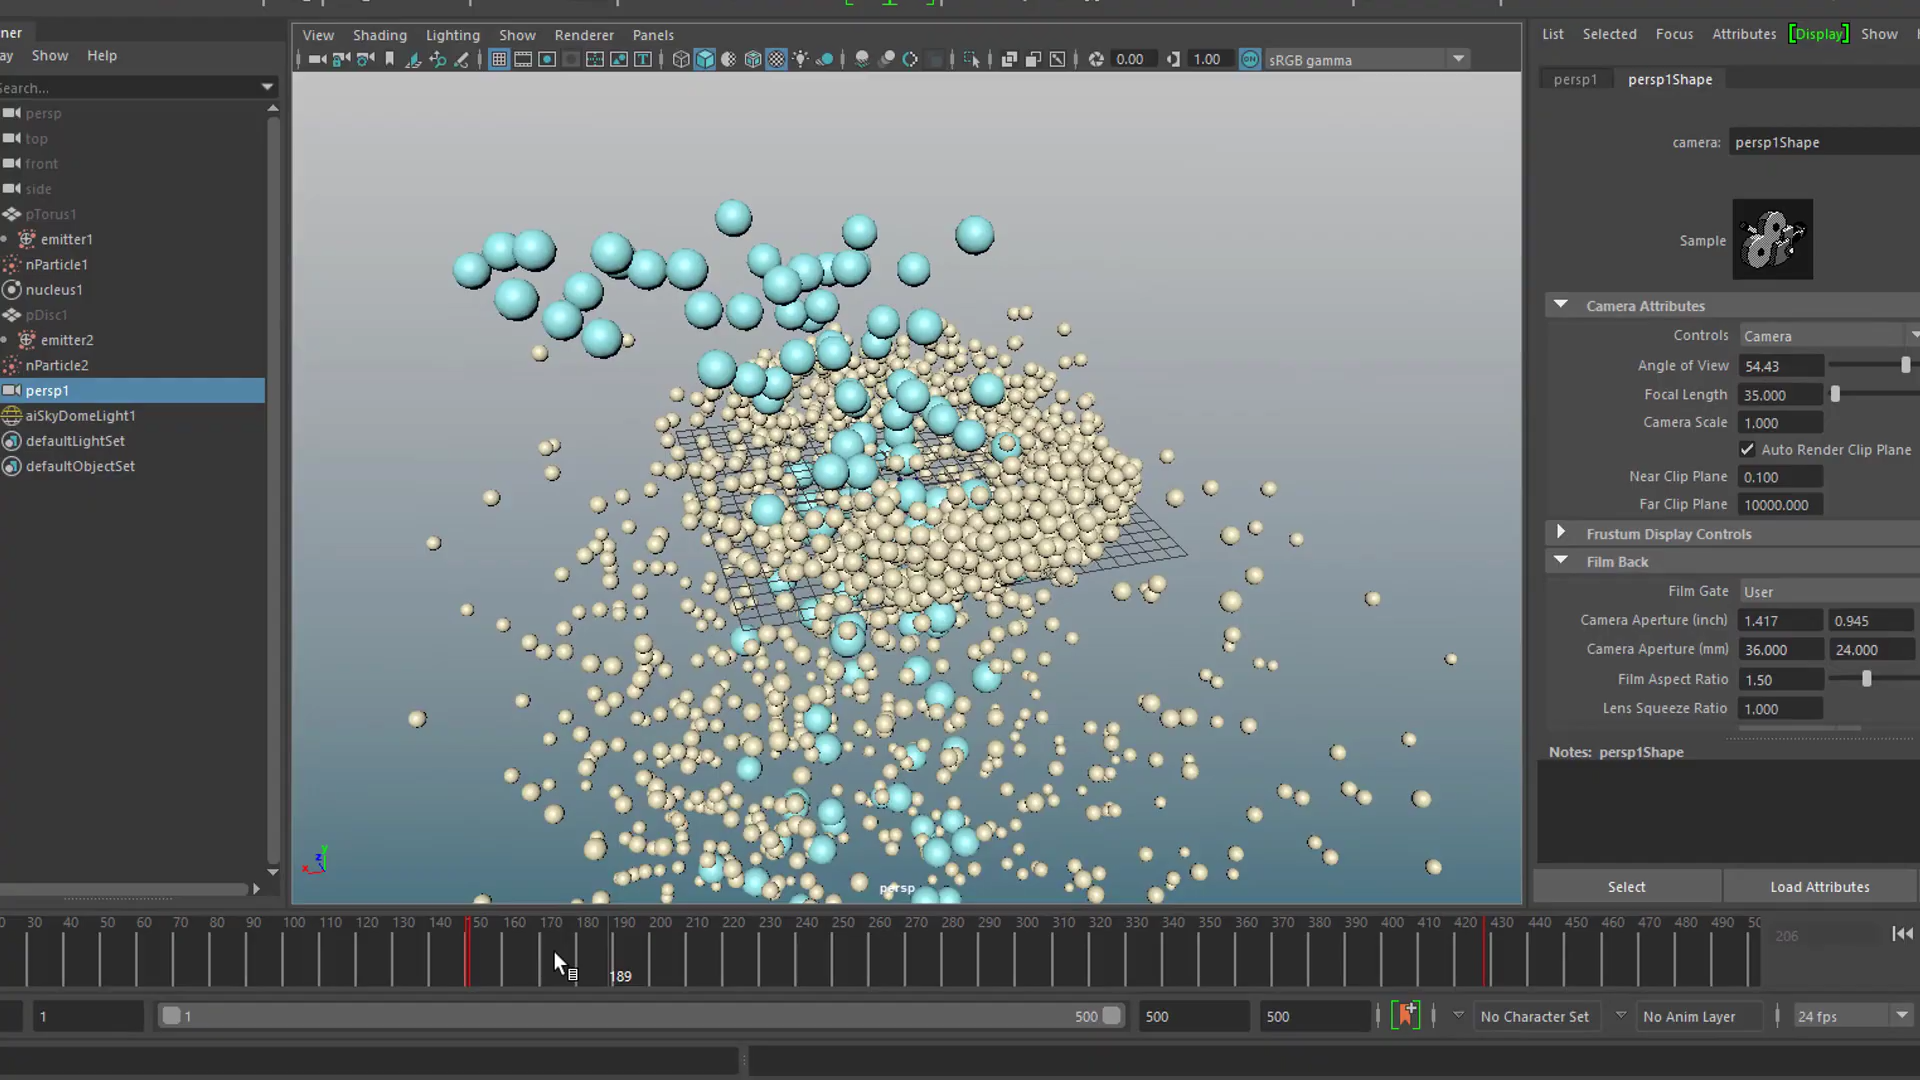 ner
ay Show Help
Search...
persp
top
front
side
pTorus1
emitter1
nParticle1
nucleus1
pDisc1
emitter2
nParticle2
persp1
aiSkyDomeLight1
defaultLightSet
defaultObjectSet
View Shading Lighting Show Renderer Panels
0.00 1.00 ON sRGB gamma
persp
List Selected Focus Attributes [Display] Show
persp1 persp1Shape
camera: persp1Shape
Sample
Camera Attributes
Controls Camera
Angle of View 54.43
Focal Length 35.000
Camera Scale 1.000
Auto Render Clip Plane
Near Clip Plane 0.100
Far Clip Plane 10000.000
Frustum Display Controls
Film Back
Film Gate User
Camera Aperture (inch) 1.417 0.945
Camera Aperture (mm) 36.000 24.000
Film Aspect Ratio 1.50
Lens Squeeze Ratio 1.000
Notes: persp1Shape
Select Load Attributes
0 30 40 50 60 70 80 90 100 110 120 130 140 50 160 170 180 190 200 210 220 230 240 250 260 270 280 290 300 310 320 330 340 350 360 370 380 390 400 410 420 430 440 450 460 470 480 490 50
189
206
1 1 500 500 500 No Character Set No Anim Layer 24 fps